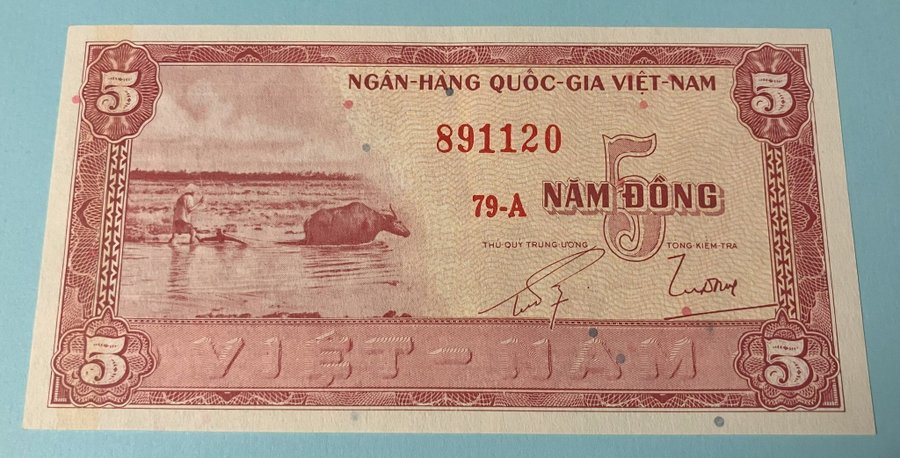 5
5
NGÂN-HÀNG QUỐC-GIA VIỆT-NAM
891120
79-A
5
NĂM ĐỒNG
THỦ QUỸ TRUNG-ƯƠNG
TỔNG-KIỂM-TRA
VIỆT-NAM
5
5